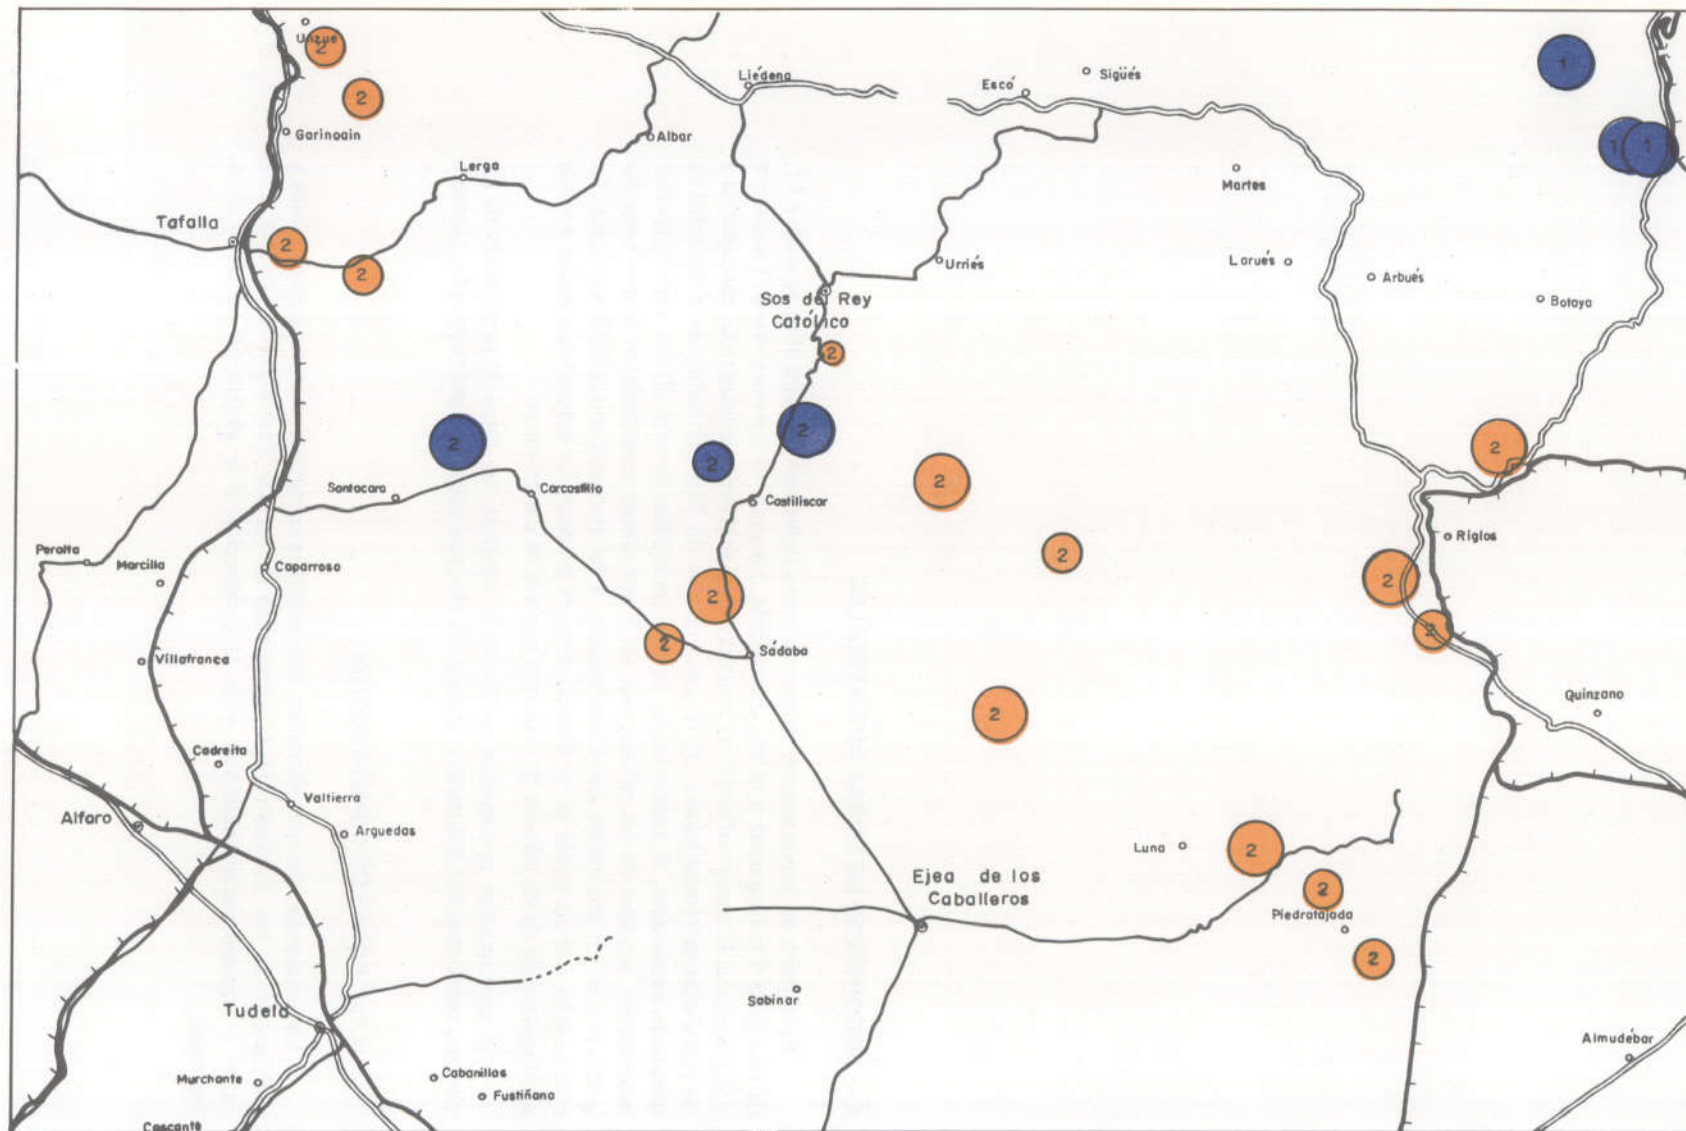 Unzue
2
1
2
Liédena
Escó
Sigüés
Garinoain
Albar
1
1
Lerga
Martes
Tafalla
2
2
Urriés
Larués
Arbués
Botaya
Sos del Rey
Católico
2
2
2
2
2
2
Santacara
Carcastillo
Castiliscar
Riglos
Peralta
Marcilla
Caparroso
2
2
2
2
2
Villafranca
Sádaba
Quinzano
2
Cadreita
Valtierra
Alfaro
Arguedas
Luna
2
Ejea de los
Caballeros
2
Piedratajada
2
Sabinar
Tudela
Almudébar
Murchante
Cabanillas
Fustiñana
Cascante